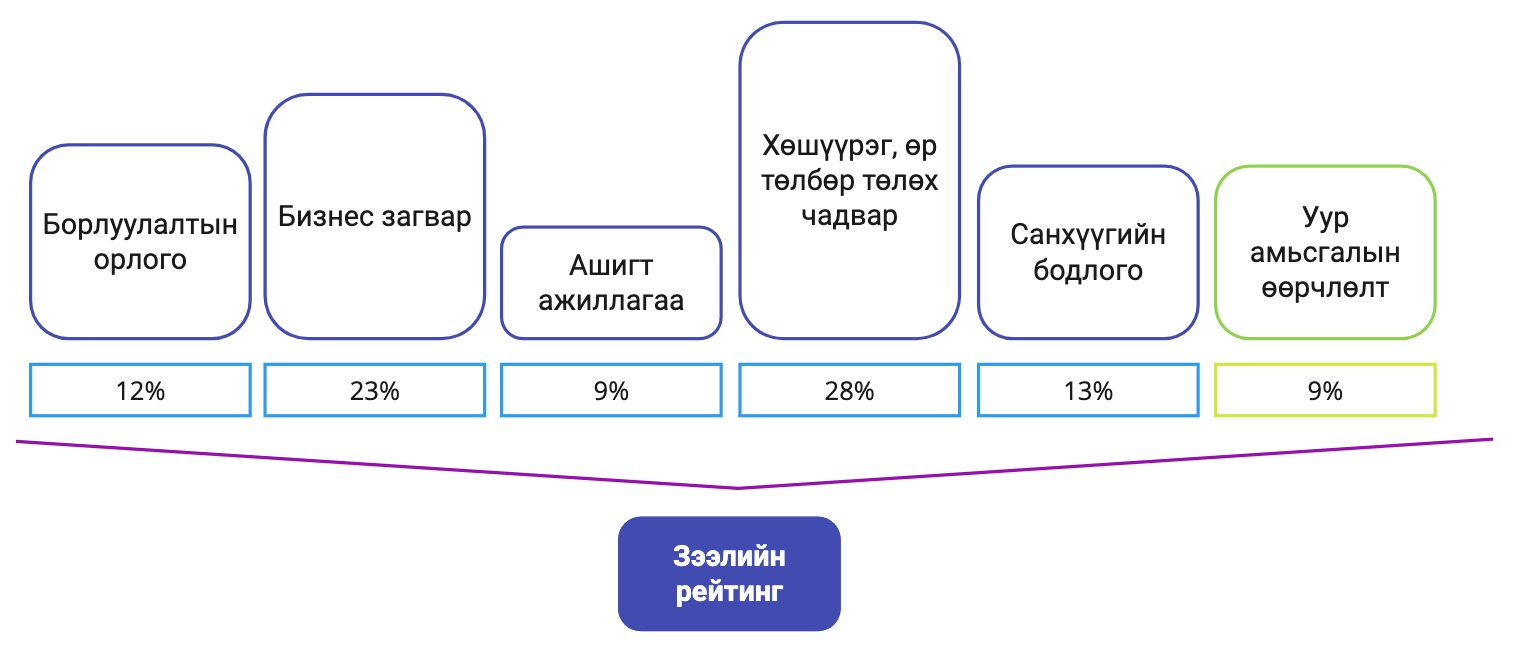 Борлуулалтын
орлого
Бизнес загвар
Ашигт
ажиллагаа
Хөшүүрэг, өр
төлбөр төлөх
чадвар
Санхүүгийн
бодлого
Уур
амьсгалын
өөрчлөлт
12%
23%
9%
28%
13%
9%
Зээлийн
рейтинг